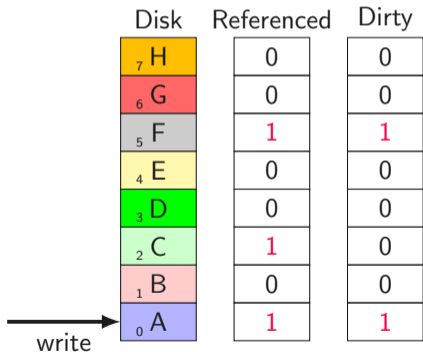 Disk Referenced Dirty
7 H 0 0
6 G 0 0
5 F 1 1
4 E 0 0
3 D 0 0
2 C 1 0
1 B 0 0
0 A 1 1
write